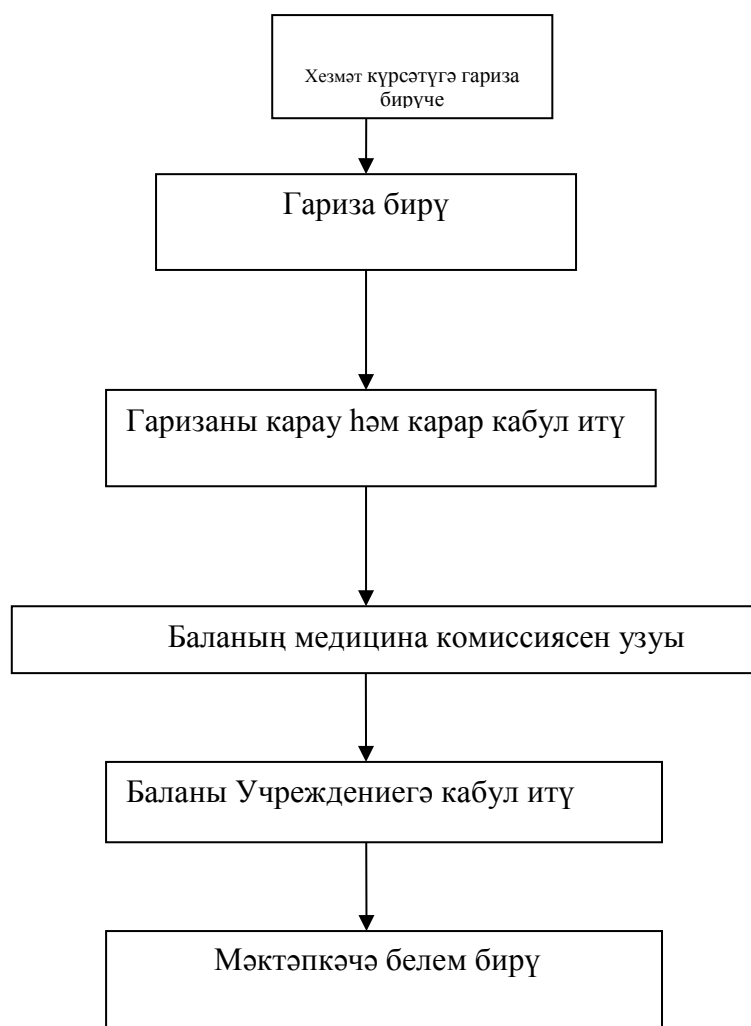 Хезмәт күрсәтүгә гариза
бирүче
Гариза бирү
Гаризаны карау һәм карар кабул итү
Баланың медицина комиссиясен узуы
Баланы Учреждениегә кабул итү
Мәктәпкәчә белем бирү